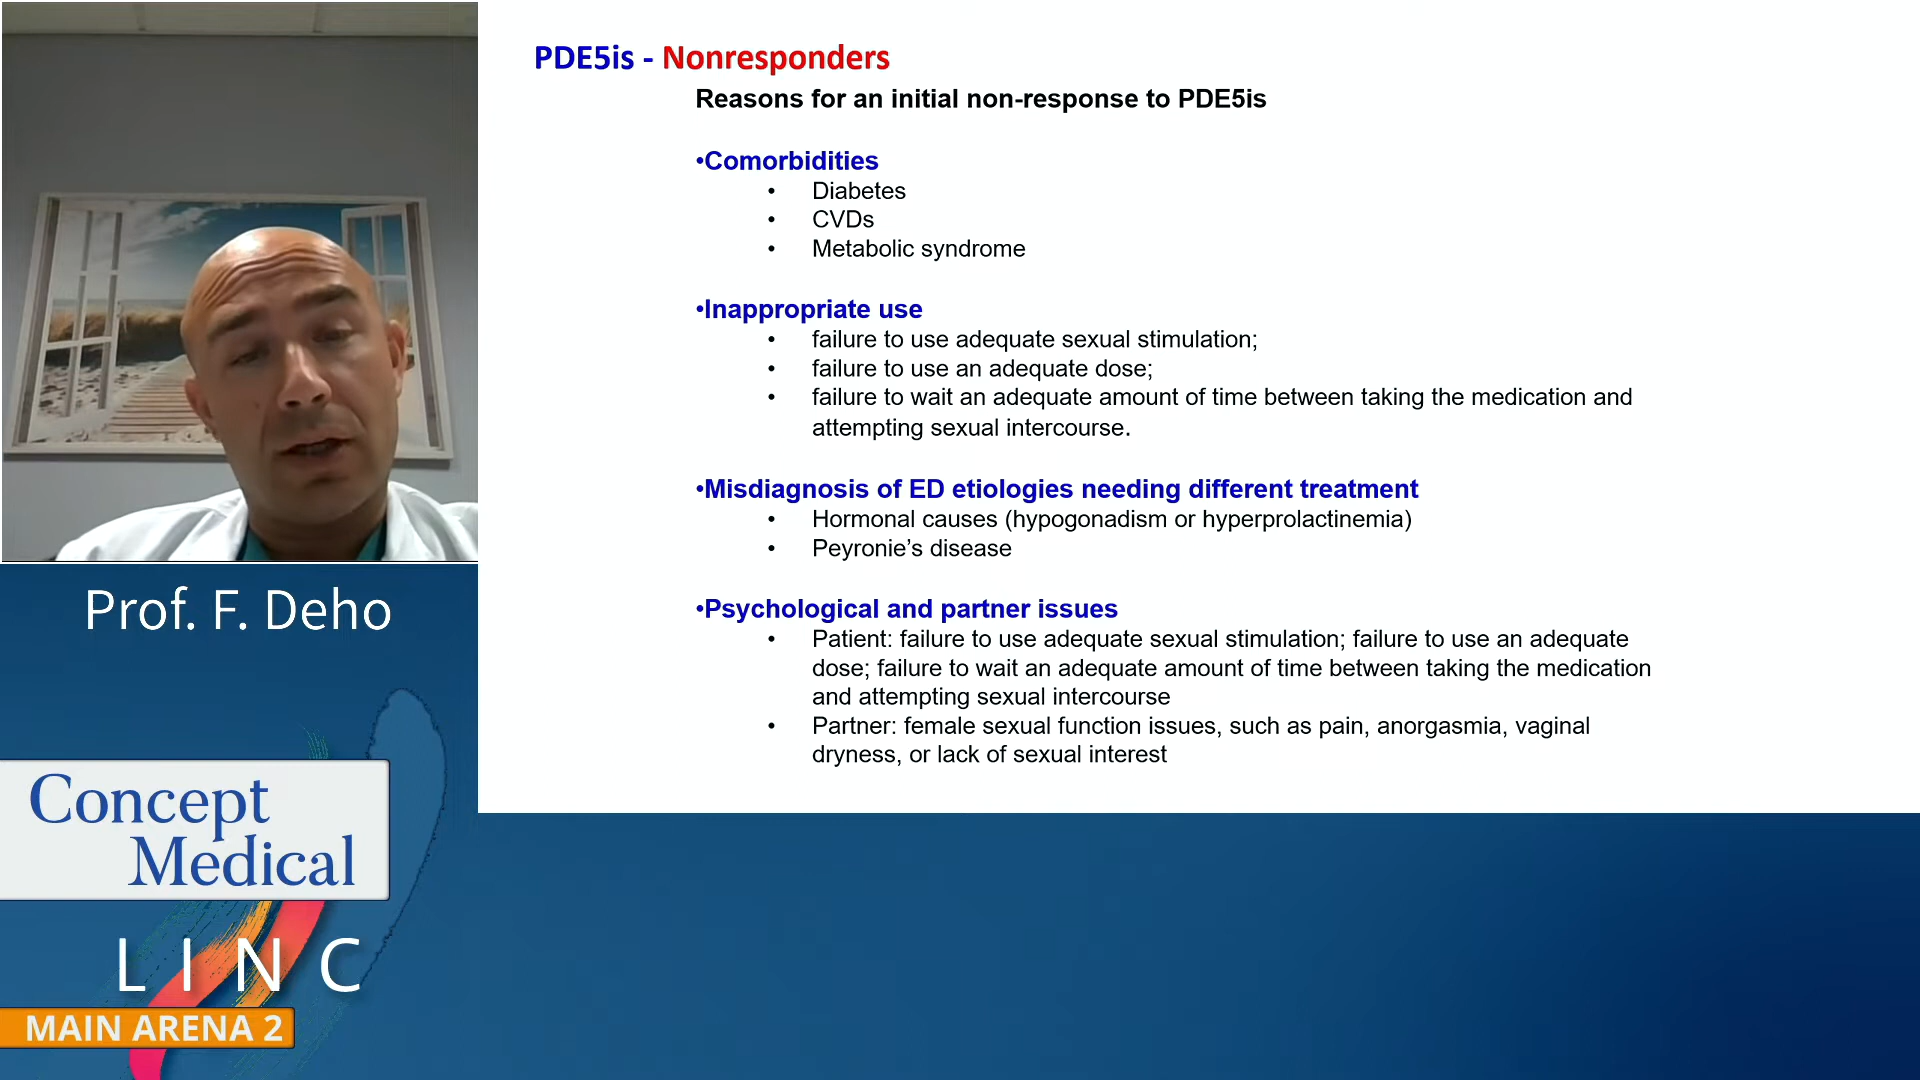 PDE5is - Nonresponders
Reasons for an initial non-response to PDE5is
•Comorbidities
• Diabetes
• CVDs
• Metabolic syndrome
•Inappropriate use
• failure to use adequate sexual stimulation;
• failure to use an adequate dose;
• failure to wait an adequate amount of time between taking the medication and
attempting sexual intercourse.
•Misdiagnosis of ED etiologies needing different treatment
• Hormonal causes (hypogonadism or hyperprolactinemia)
• Peyronie’s disease
•Psychological and partner issues
• Patient: failure to use adequate sexual stimulation; failure to use an adequate
dose; failure to wait an adequate amount of time between taking the medication
and attempting sexual intercourse
• Partner: female sexual function issues, such as pain, anorgasmia, vaginal
dryness, or lack of sexual interest
Prof. F. Deho
Concept
Medical
LINC
MAIN ARENA 2